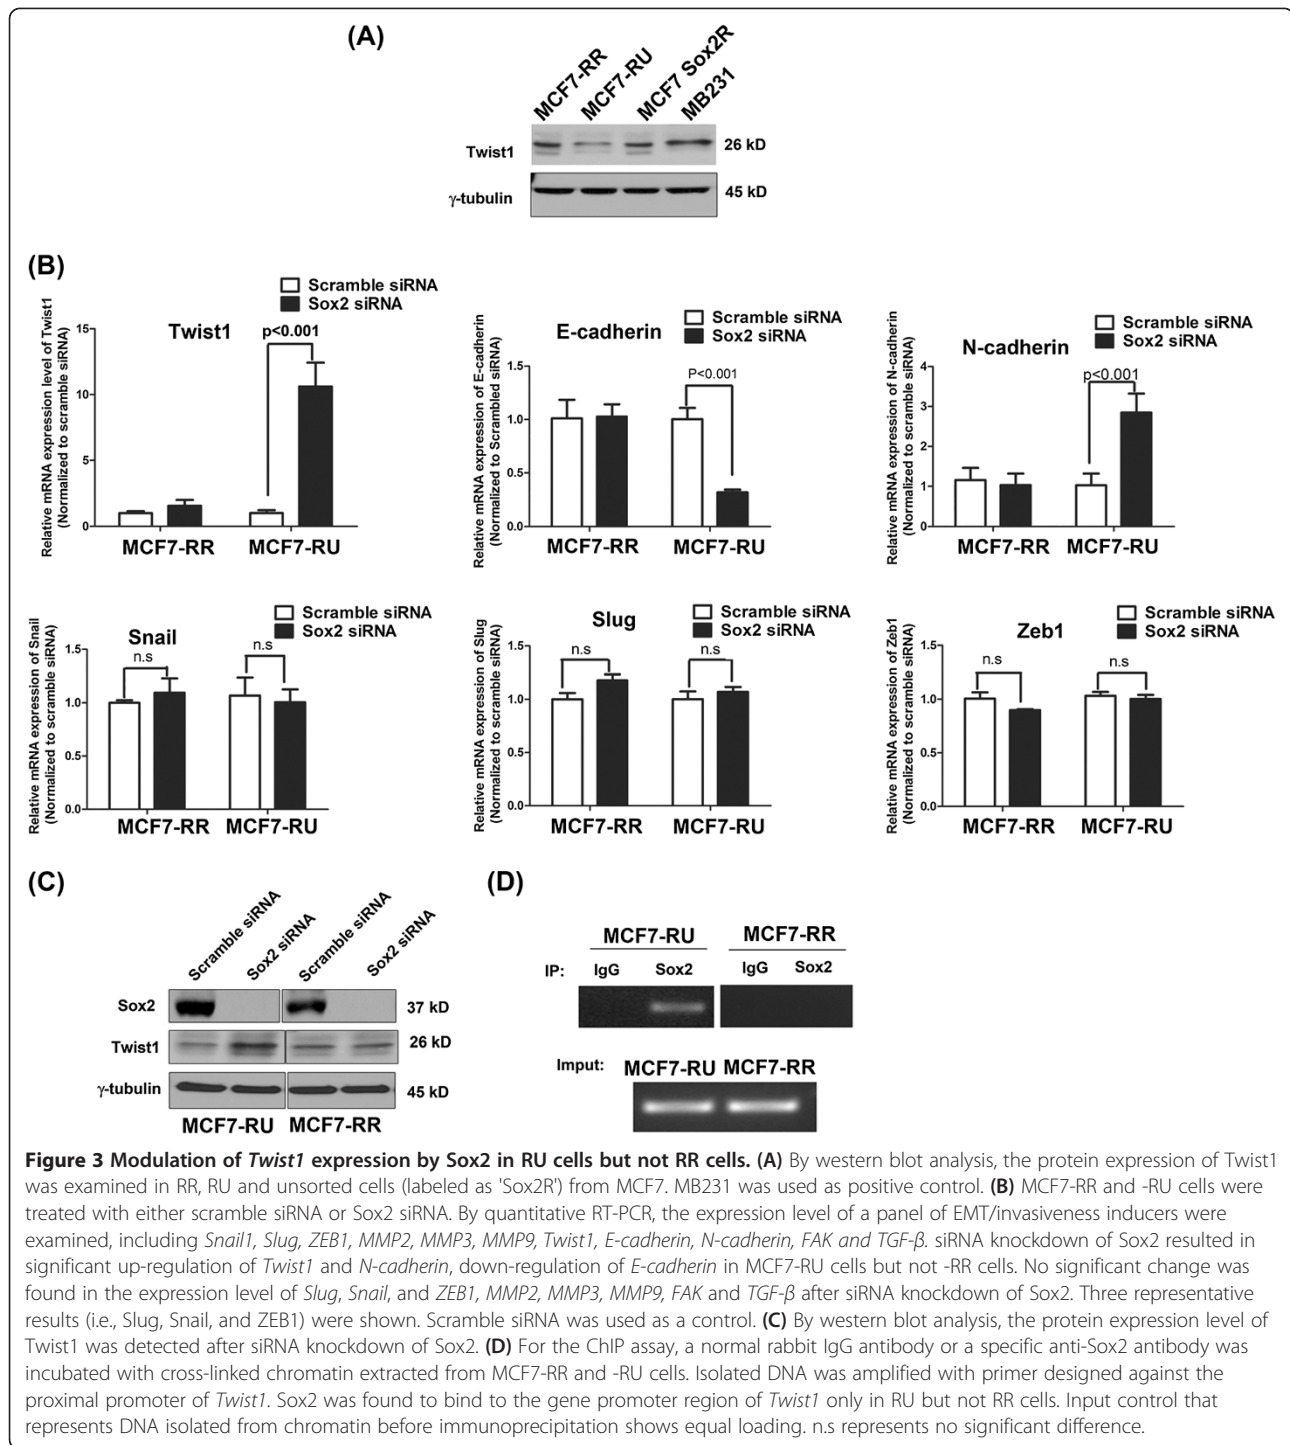 (A)
MCF7-RR
MCF7-RU
MCF7 Sox2R
MB231
Twist1
26 kD
γ-tubulin
45 kD
(B)
Relative mRNA expression level of Twist1
(Normalized to scramble siRNA)
Twist1
Scramble siRNA
Sox2 siRNA
p<0.001
15
10
5
0
MCF7-RR
MCF7-RU
Relative mRNA expression of E-cadherin
(Normalized to Scrambled siRNA)
E-cadherin
Scramble siRNA
Sox2 siRNA
P<0.001
1.5
1.0
0.5
0.0
MCF7-RR
MCF7-RU
Relative mRNA expression of N-cadherin
(Normalized to scramble siRNA)
N-cadherin
Scramble siRNA
Sox2 siRNA
p<0.001
4
3
2
1
0
MCF7-RR
MCF7-RU
Relative mRNA expression of Snail
(Normalized to scramble siRNA)
Snail
Scramble siRNA
Sox2 siRNA
n.s
n.s
1.5
1.0
0.5
0.0
MCF7-RR
MCF7-RU
Relative mRNA expression of Slug
(Normalized to scramble siRNA)
Slug
Scramble siRNA
Sox2 siRNA
n.s
n.s
1.5
1.0
0.5
0.0
MCF7-RR
MCF7-RU
Relative mRNA expression of Zeb1
(Normalized to scramble siRNA)
Zeb1
Scramble siRNA
Sox2 siRNA
n.s
n.s
1.5
1.0
0.5
0.0
MCF7-RR
MCF7-RU
(C)
Scramble siRNA
Sox2 siRNA
Scramble siRNA
Sox2 siRNA
Sox2
37 kD
Twist1
26 kD
γ-tubulin
45 kD
MCF7-RU MCF7-RR
(D)
MCF7-RU
MCF7-RR
IP:
IgG
Sox2
IgG
Sox2
Imput:
MCF7-RU MCF7-RR
Figure 3 Modulation of Twist1 expression by Sox2 in RU cells but not RR cells. (A) By western blot analysis, the protein expression of Twist1
was examined in RR, RU and unsorted cells (labeled as 'Sox2R') from MCF7. MB231 was used as positive control. (B) MCF7-RR and -RU cells were
treated with either scramble siRNA or Sox2 siRNA. By quantitative RT-PCR, the expression level of a panel of EMT/invasiveness inducers were
examined, including Snail1, Slug, ZEB1, MMP2, MMP3, MMP9, Twist1, E-cadherin, N-cadherin, FAK and TGF-β. siRNA knockdown of Sox2 resulted in
significant up-regulation of Twist1 and N-cadherin, down-regulation of E-cadherin in MCF7-RU cells but not -RR cells. No significant change was
found in the expression level of Slug, Snail, and ZEB1, MMP2, MMP3, MMP9, FAK and TGF-β after siRNA knockdown of Sox2. Three representative
results (i.e., Slug, Snail, and ZEB1) were shown. Scramble siRNA was used as a control. (C) By western blot analysis, the protein expression level of
Twist1 was detected after siRNA knockdown of Sox2. (D) For the ChIP assay, a normal rabbit IgG antibody or a specific anti-Sox2 antibody was
incubated with cross-linked chromatin extracted from MCF7-RR and -RU cells. Isolated DNA was amplified with primer designed against the
proximal promoter of Twist1. Sox2 was found to bind to the gene promoter region of Twist1 only in RU but not RR cells. Input control that
represents DNA isolated from chromatin before immunoprecipitation shows equal loading. n.s represents no significant difference.